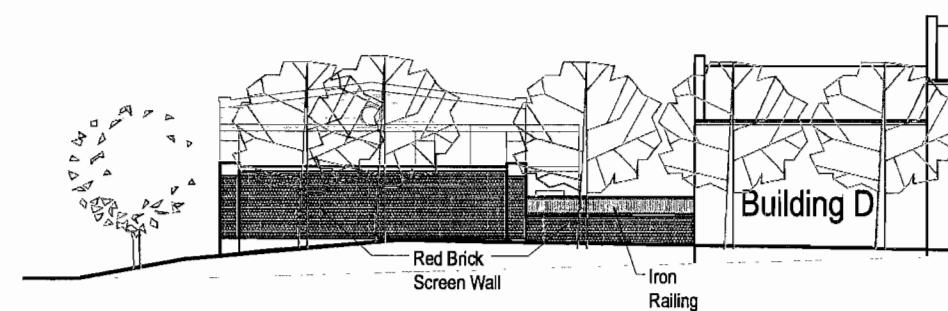 Building D
Red Brick
Screen Wall
Iron
Railing